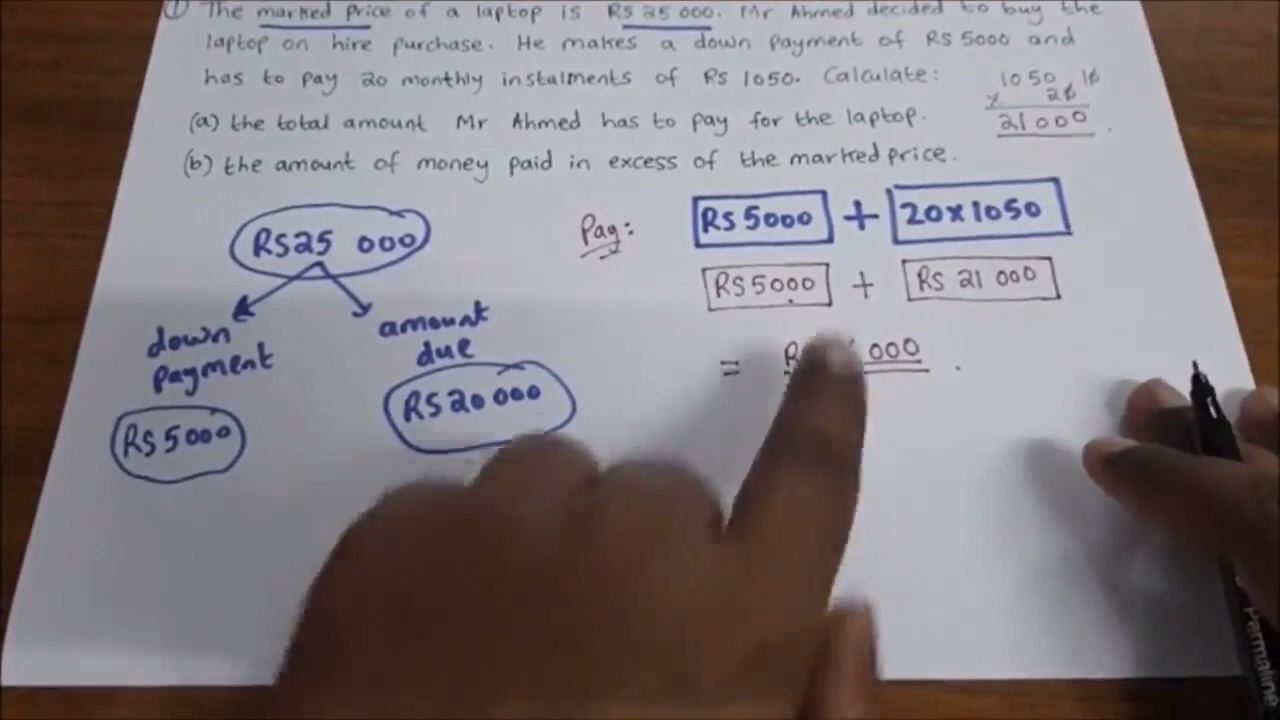 ① The marked price of a laptop is Rs 25 000. Mr Ahmed decided to buy the
laptop on hire purchase. He makes a down payment of Rs 5000 and
has to pay 20 monthly instalments of Rs 1050. Calculate:
(a) the total amount Mr Ahmed has to pay for the laptop.
(b) the amount of money paid in excess of the marked price.
1050
x 20
21000
Rs25 000
down
payment
Rs 5000
amount
due
Rs 20 000
Pay:
Rs 5000 + 20x1050
Rs 5000 + Rs 21 000
= 000
Permaline